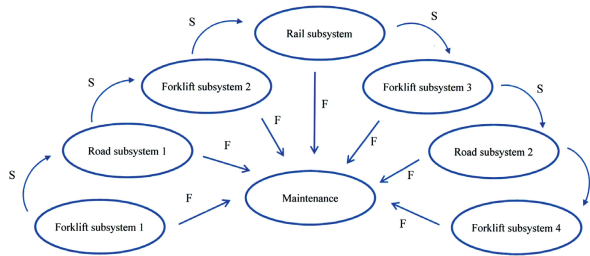 S
Rail subsystem
S
Forklift subsystem 2
Forklift subsystem 3
S
S
F
F
F
Road subsystem 1
Road subsystem 2
F
F
S
Maintenance
F
F
Forklift subsystem 1
Forklift subsystem 4